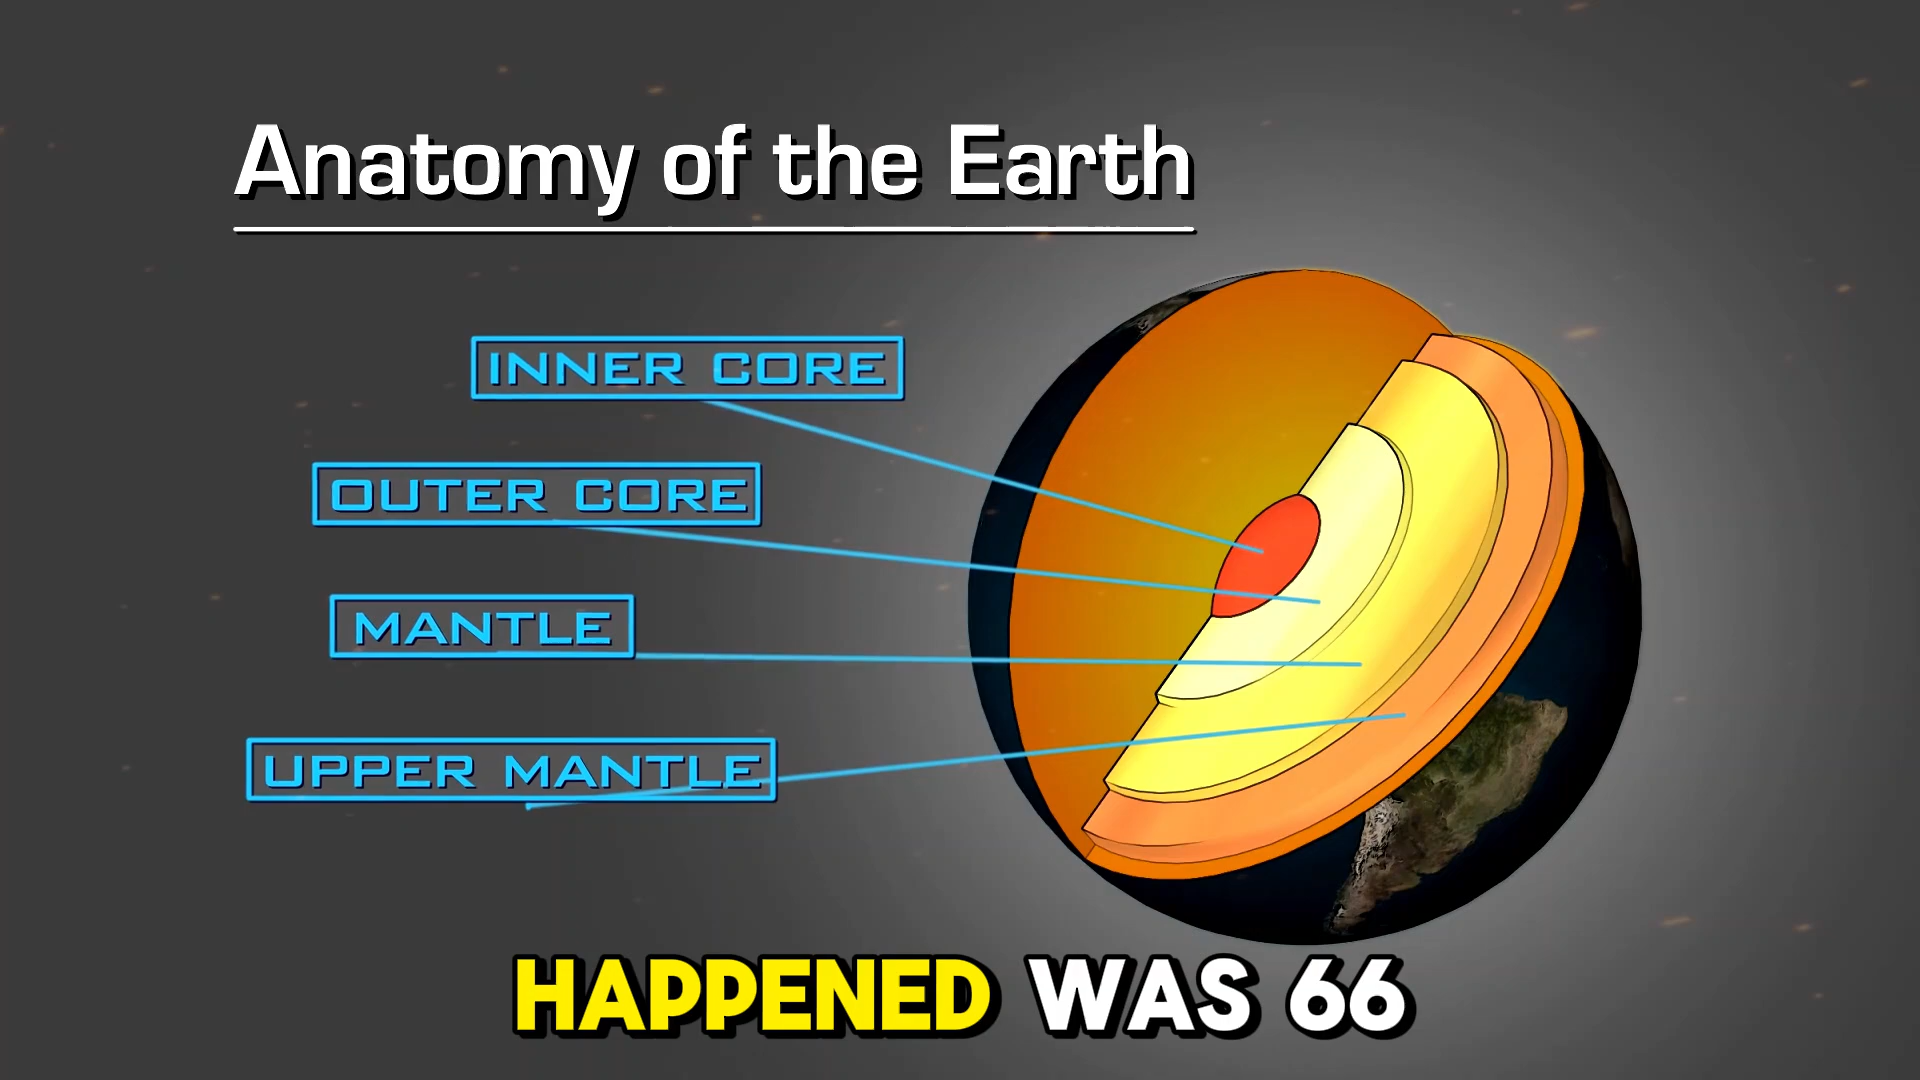 Anatomy of the Earth
INNER CORE
OUTER CORE
MANTLE
UPPER MANTLE
HAPPENED WAS 66